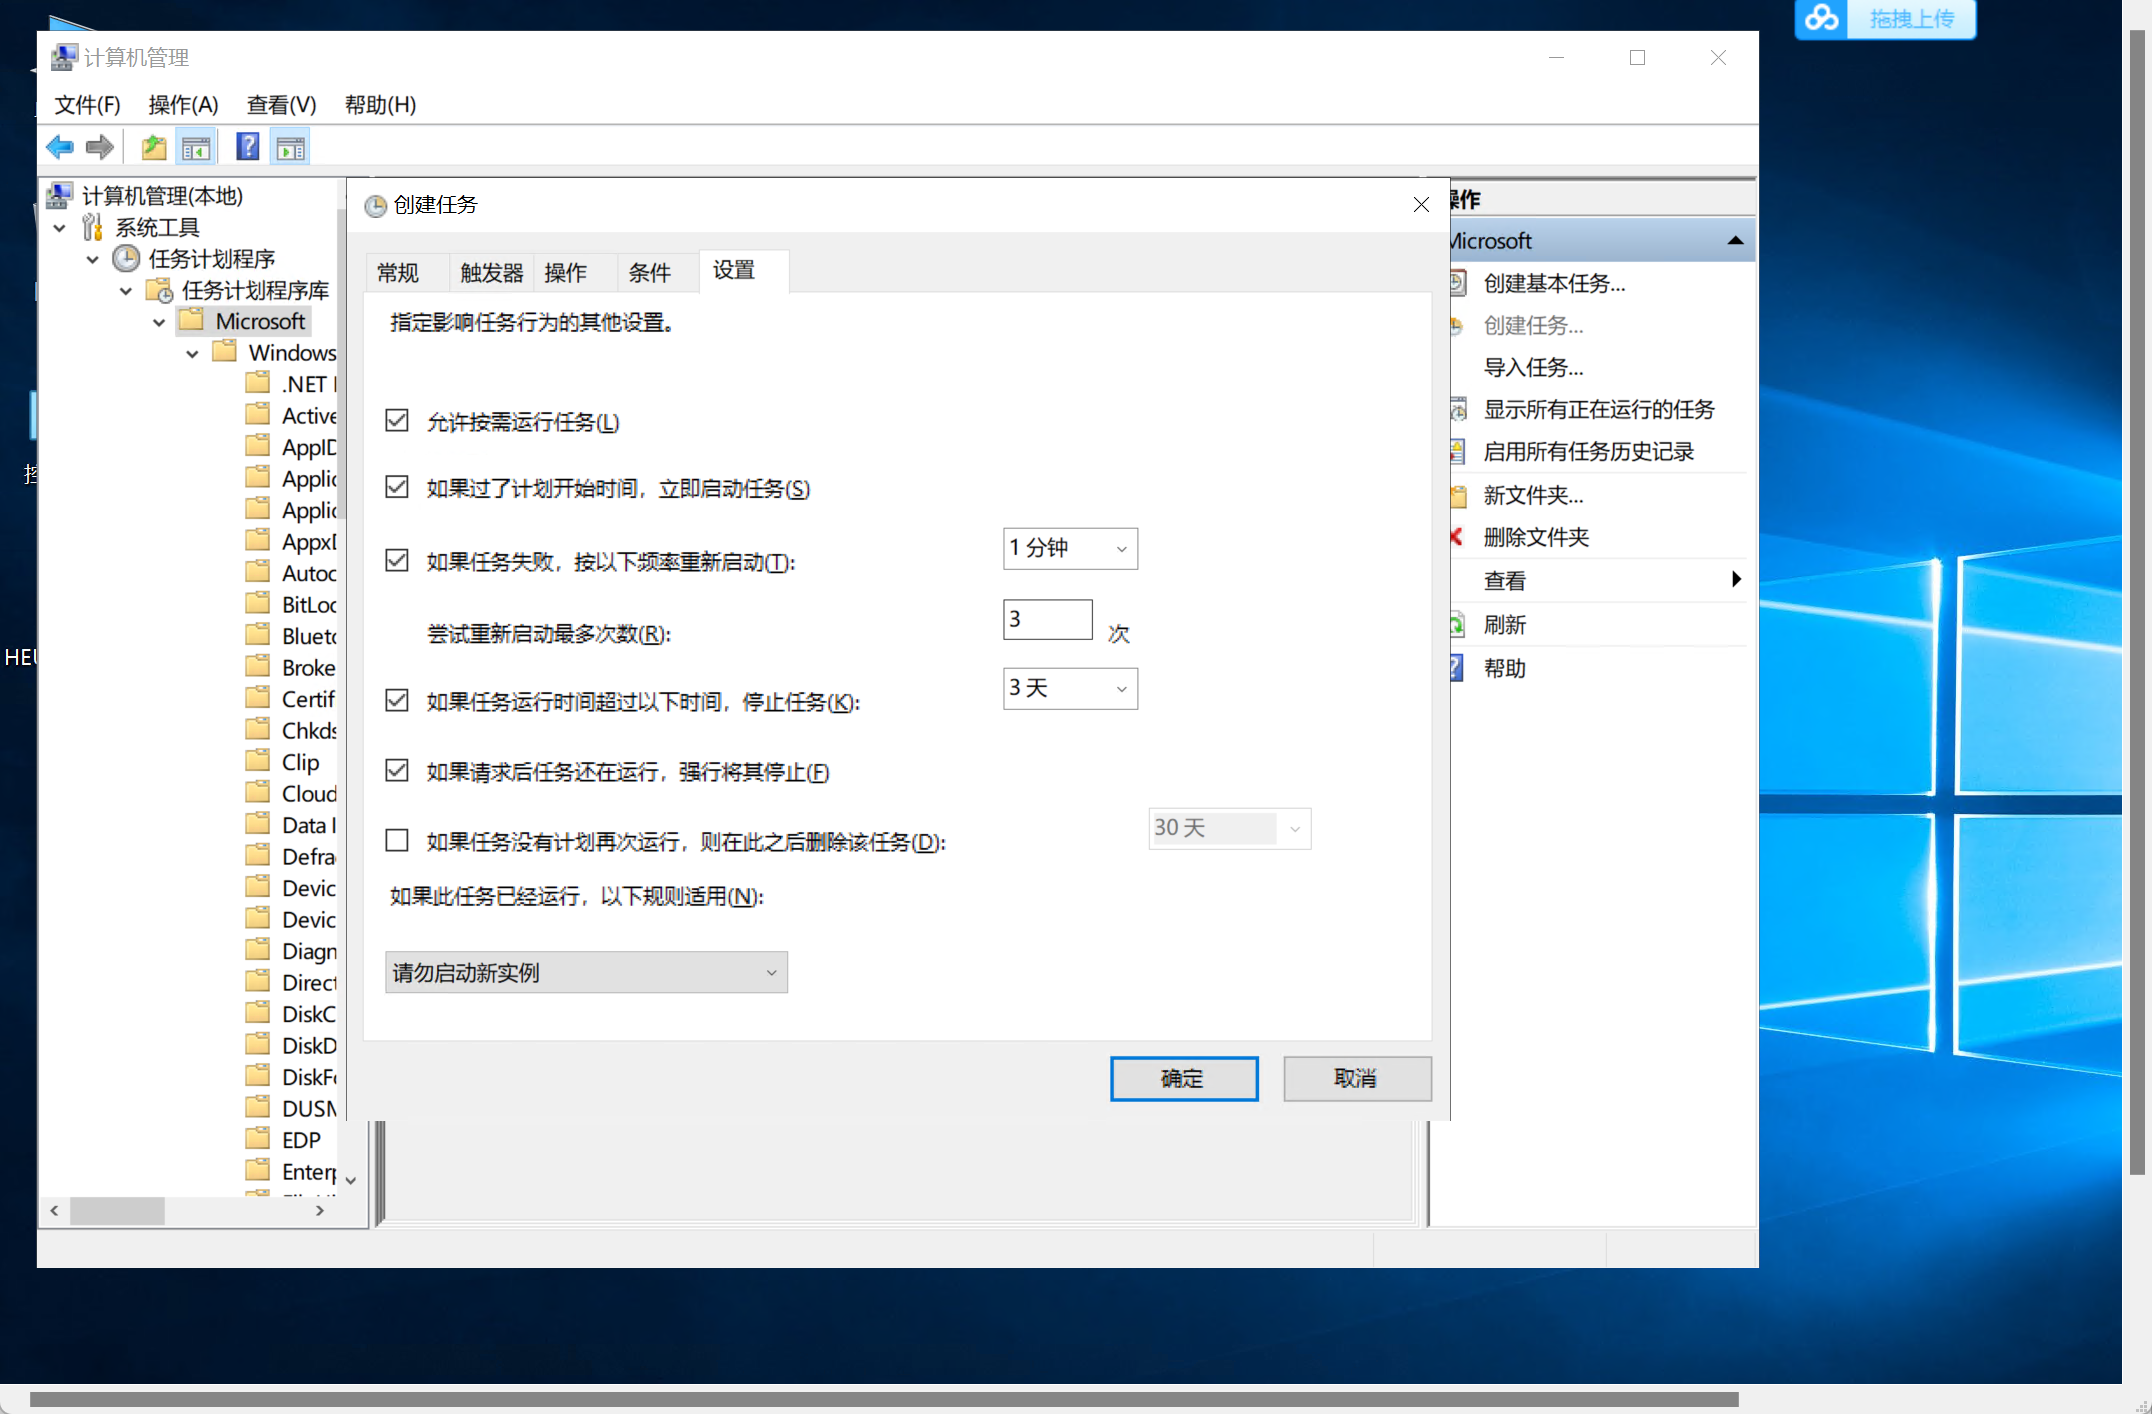 拖拽上传
计算机管理
文件(F) 操作(A) 查看(V) 帮助(H)
计算机管理(本地)
系统工具
任务计划程序
任务计划程序库
Microsoft
Windows
.NET
Active
AppID
Applic
Applic
AppxD
Autoc
BitLoc
Blueto
Broke
Certif
Chkds
Clip
Cloud
Data I
Defra
Devic
Devic
Diagn
Direct
DiskC
DiskD
DiskFo
DUSM
EDP
Enterp
创建任务
常规 触发器 操作 条件 设置
指定影响任务行为的其他设置。
允许按需运行任务(L)
如果过了计划开始时间，立即启动任务(S)
如果任务失败，按以下频率重新启动(T): 1 分钟
尝试重新启动最多次数(R): 3 次
如果任务运行时间超过以下时间，停止任务(K): 3 天
如果请求后任务还在运行，强行将其停止(F)
如果任务没有计划再次运行，则在此之后删除该任务(D): 30 天
如果此任务已经运行，以下规则适用(N):
请勿启动新实例
确定 取消
操作
Microsoft
创建基本任务...
创建任务...
导入任务...
显示所有正在运行的任务
启用所有任务历史记录
新文件夹...
删除文件夹
查看
刷新
帮助
控
HEU